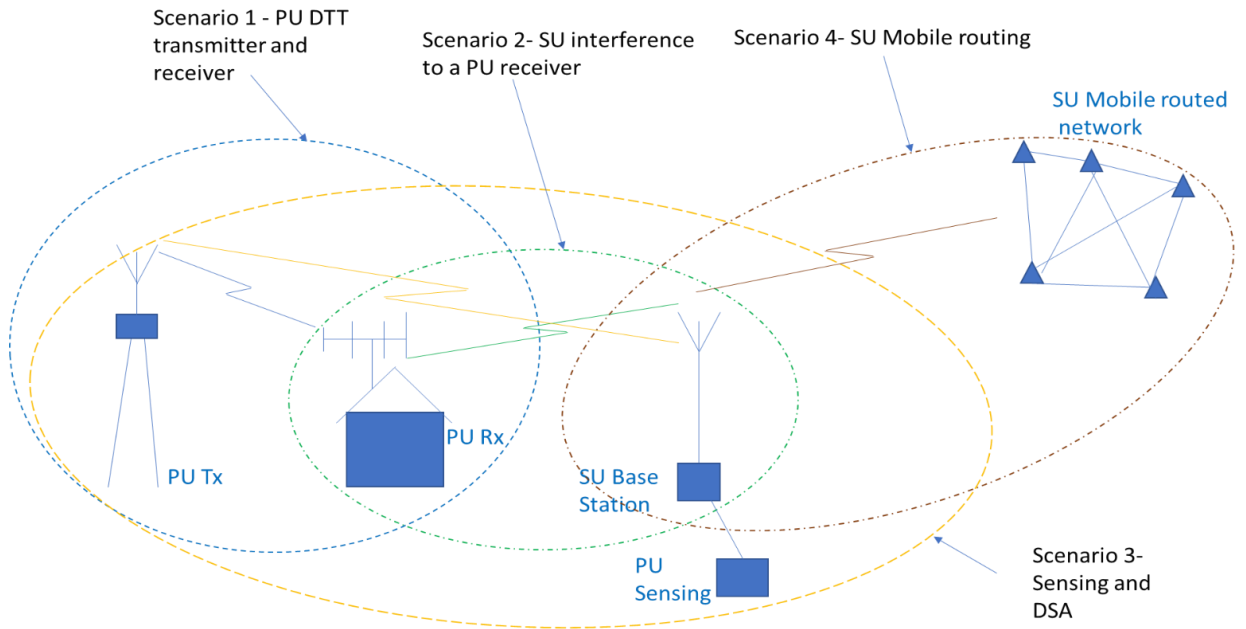 Scenario 1 - PU DTT
transmitter and
receiver
Scenario 2- SU interference
to a PU receiver
Scenario 4- SU Mobile routing
SU Mobile routed
network
PU Tx
PU Rx
SU Base
Station
PU
Sensing
Scenario 3-
Sensing and
DSA